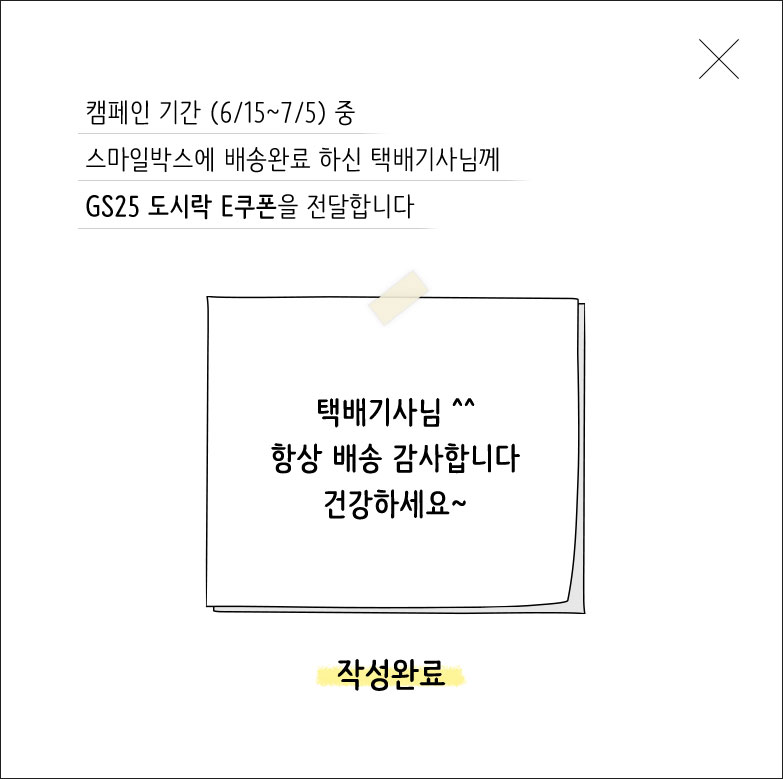 캠페인 기간 (6/15~7/5) 중
스마일박스에 배송완료 하신 택배기사님께
GS25 도시락 E쿠폰을 전달합니다
택배기사님 ^^
항상 배송 감사합니다
건강하세요~
작성완료